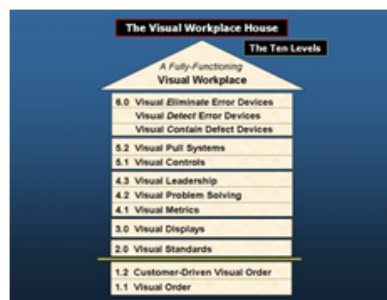 The Visual Workplace House
The Ten Levels
A Fully-Functioning
Visual Workplace
6.0 Visual Eliminate Error Devices
Visual Detect Error Devices
Visual Contain Defect Devices
5.2 Visual Pull Systems
5.1 Visual Controls
4.3 Visual Leadership
4.2 Visual Problem Solving
4.1 Visual Metrics
3.0 Visual Displays
2.0 Visual Standards
1.2 Customer-Driven Visual Order
1.1 Visual Order